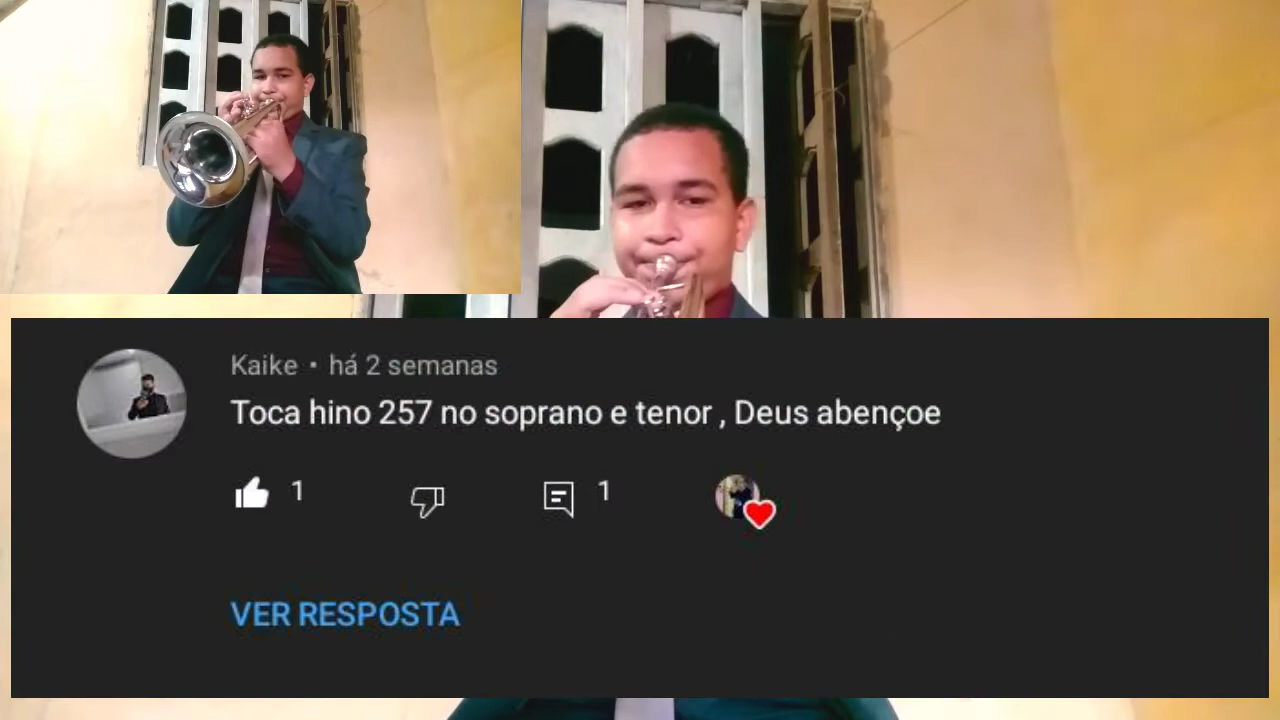 Kaike • há 2 semanas
Toca hino 257 no soprano e tenor , Deus abençoe
1
1
VER RESPOSTA